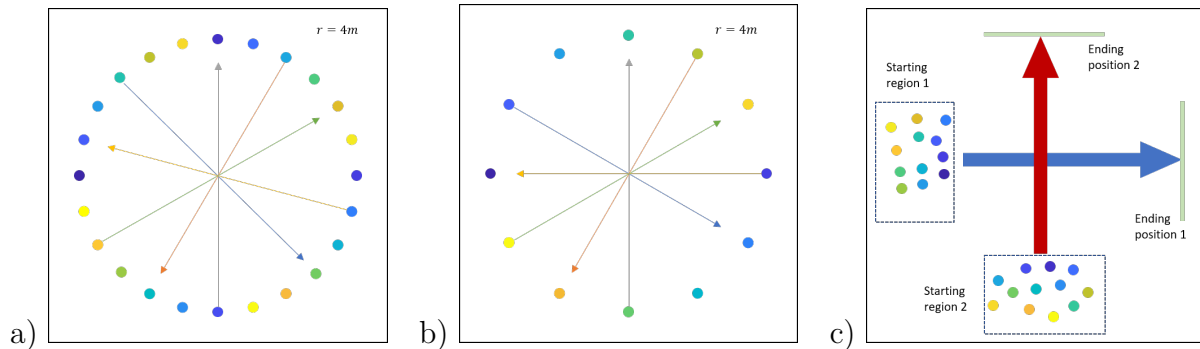 r = 4m
a)
r = 4m
b)
Ending
position 2
Starting
region 1
Ending
position 1
Starting
region 2
c)